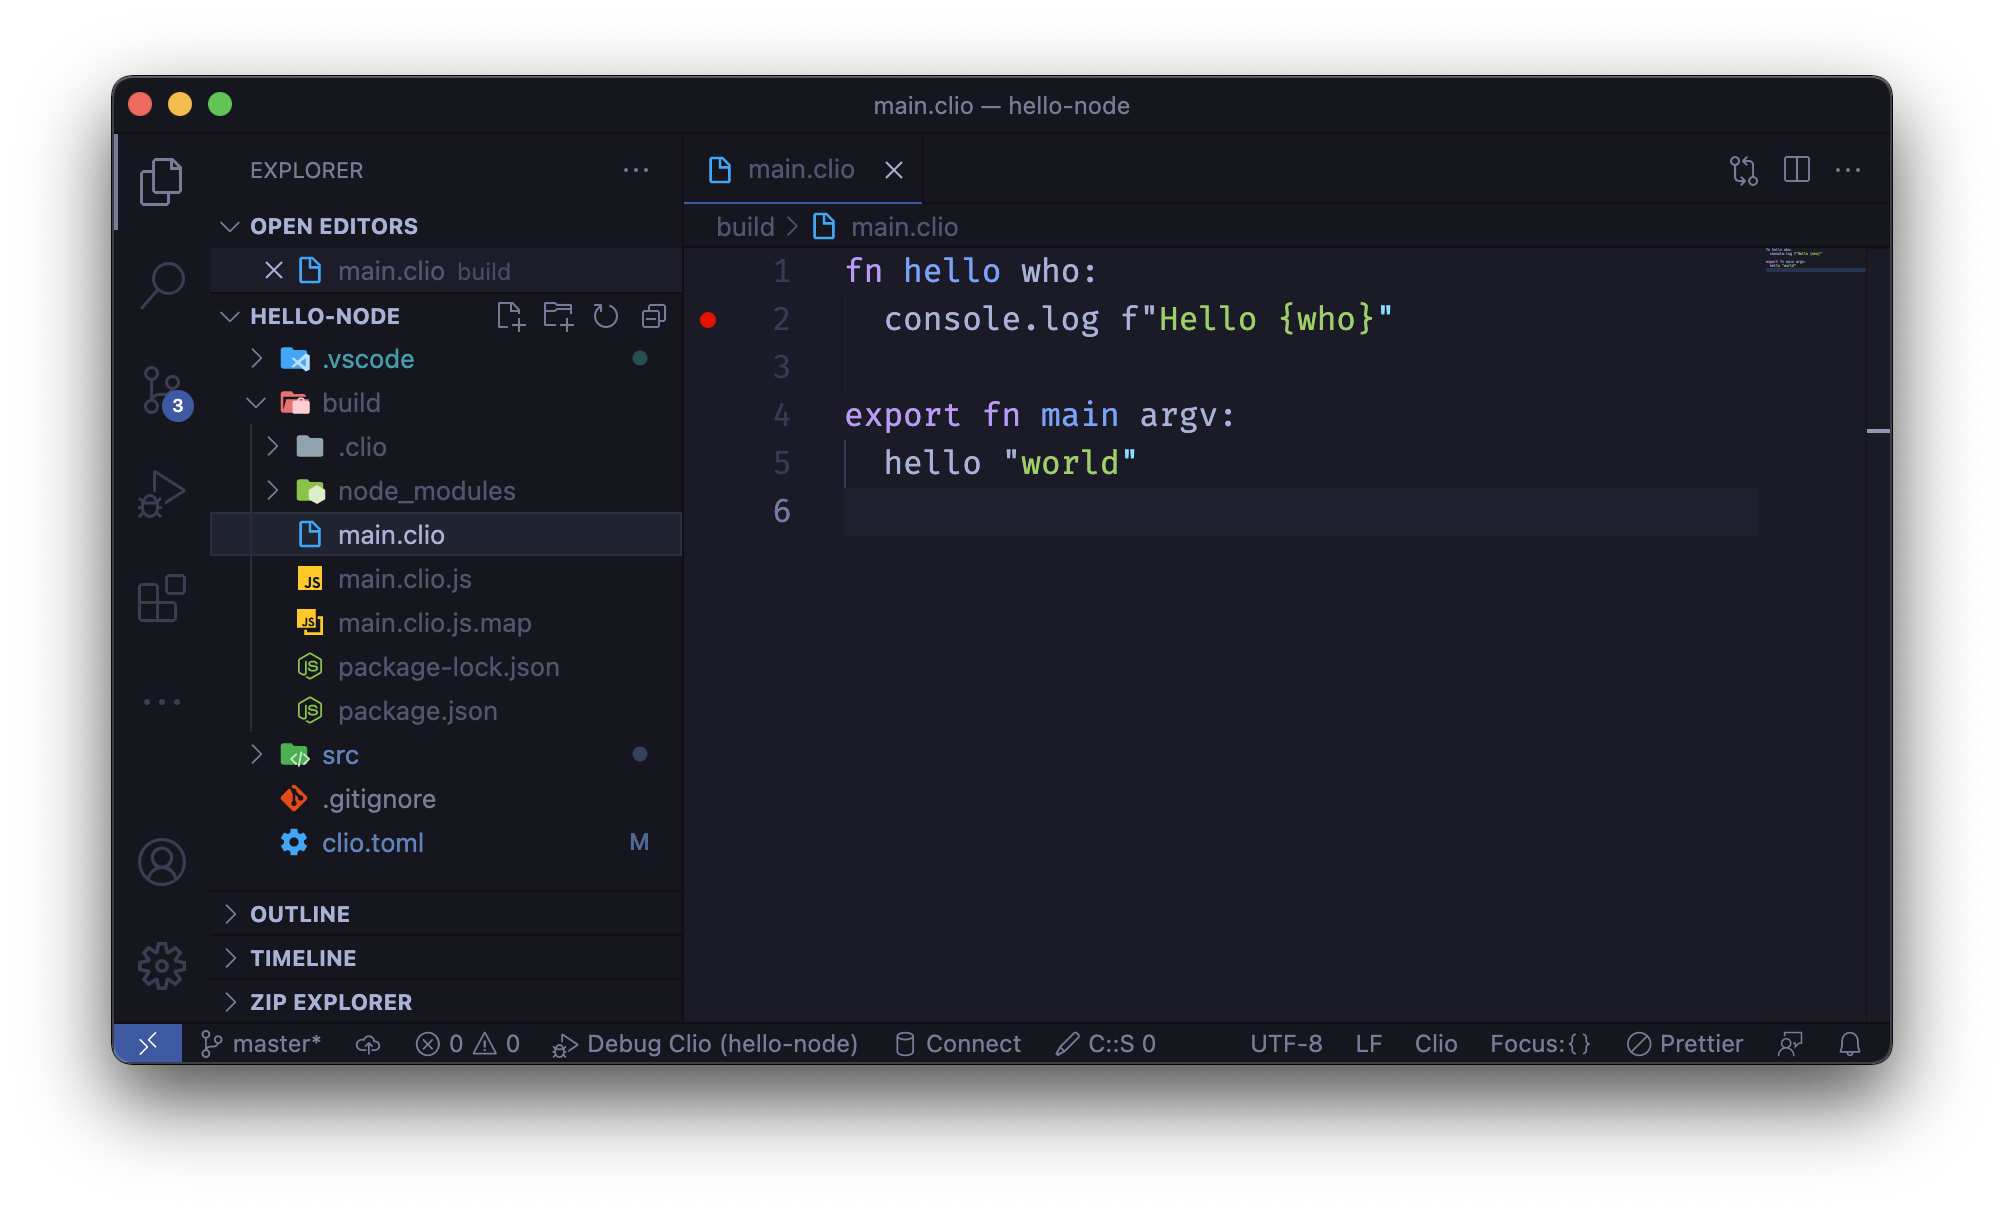 main.clio — hello-node
EXPLORER
OPEN EDITORS
main.clio build
HELLO-NODE
.vscode
build
.clio
node_modules
main.clio
main.clio.js
main.clio.js.map
package-lock.json
package.json
src
.gitignore
clio.toml M
OUTLINE
TIMELINE
ZIP EXPLORER
3
main.clio
build > main.clio
1 fn hello who:
2 console.log f"Hello {who}"
3
4 export fn main argv:
5 hello "world"
6
master* 0 0 Debug Clio (hello-node) Connect C::S 0 UTF-8 LF Clio Focus:{} Prettier